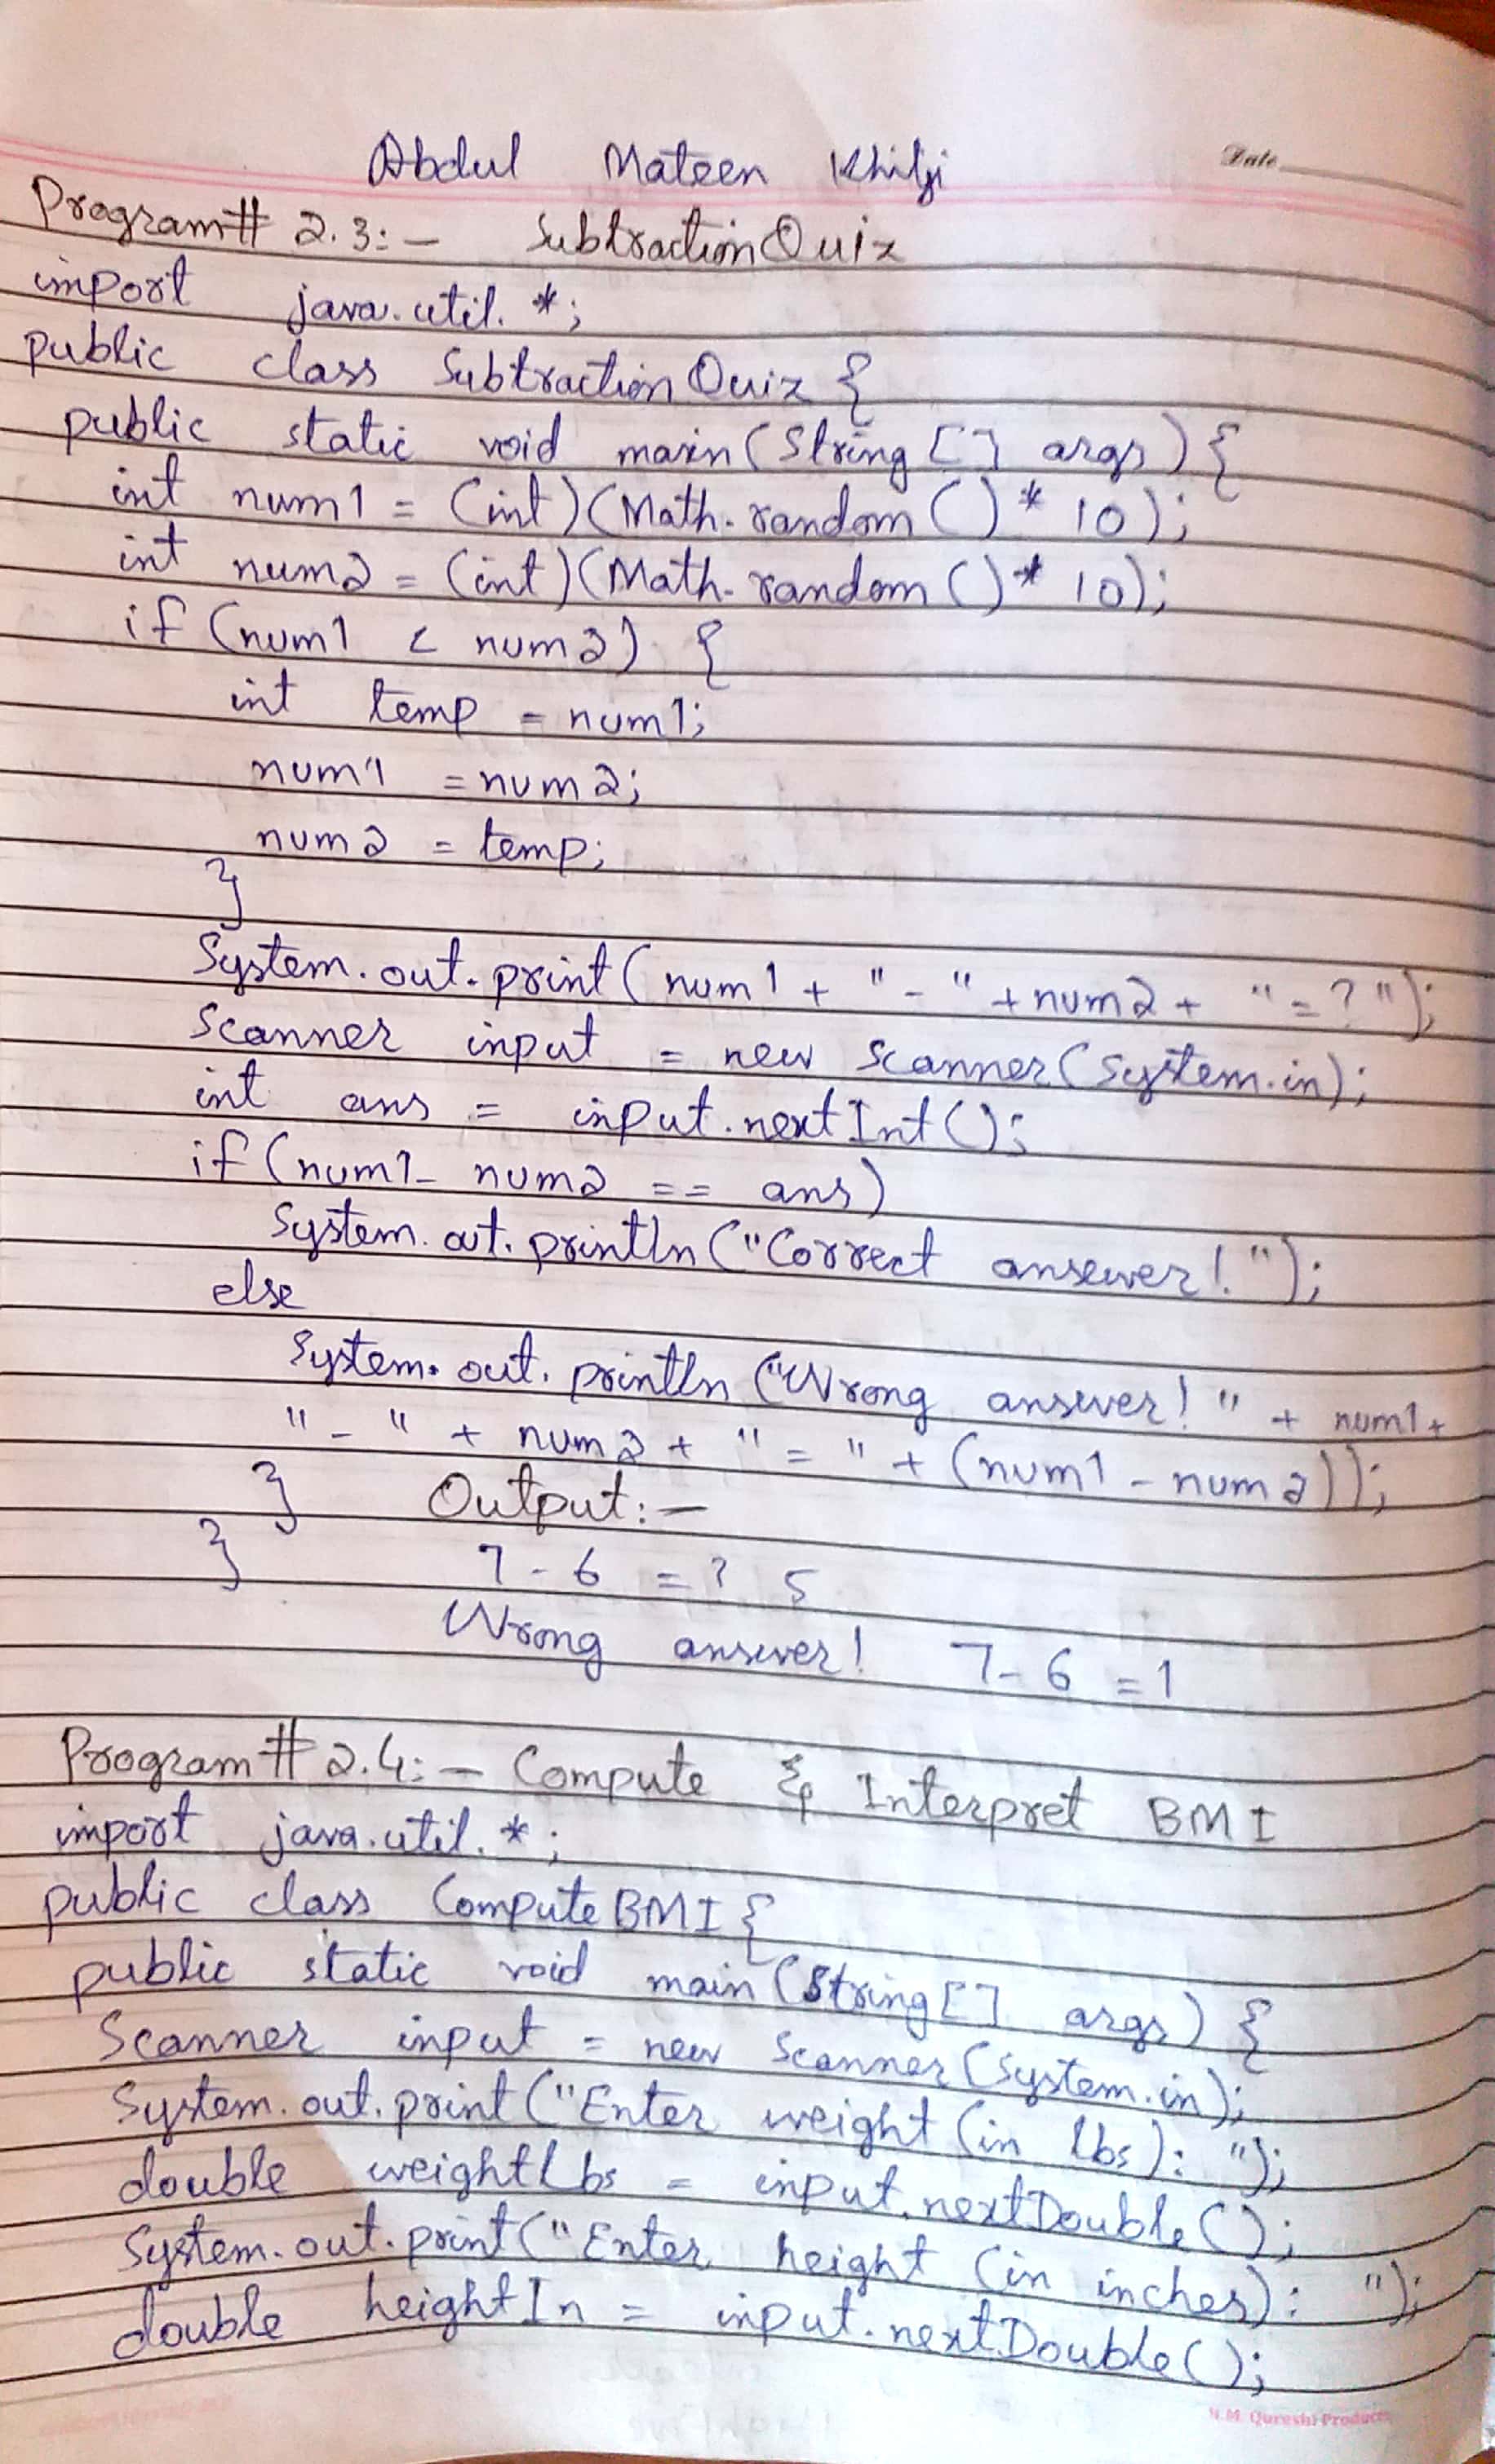 Abdul Mateen Khilji
Date
Program# 2.3:- SubtractionQuiz
import java.util.*;
public class SubtractionQuiz {
public static void main(String[] args) {
int num1 = (int)(Math.random()* 10);
int num2 = (int)(Math.random()* 10);
if (num1 < num2) {
int temp = num1;
num1 = num2;
num2 = temp;
}
System.out.print(num1 + " - " + num2 + " = ? ");
Scanner input = new Scanner(System.in);
int ans = input.nextInt();
if (num1 - num2 == ans)
System.out.println("Correct ansewer!");
else
System.out.println("Wrong answer! " + num1 +
" - " + num2 + " = " + (num1 - num2));
} Output:-
} 7 - 6 = ? 5
Wrong answer! 7 - 6 = 1
Program# 2.4:- Compute & Interpret BMI
import java.util.*;
public class ComputeBMI {
public static void main(String[] args) {
Scanner input = new Scanner(System.in);
System.out.print("Enter weight (in lbs): ");
double weightLbs = input.nextDouble();
System.out.print("Enter height (in inches): ");
double heightIn = input.nextDouble();
N.M. Qureshi Products